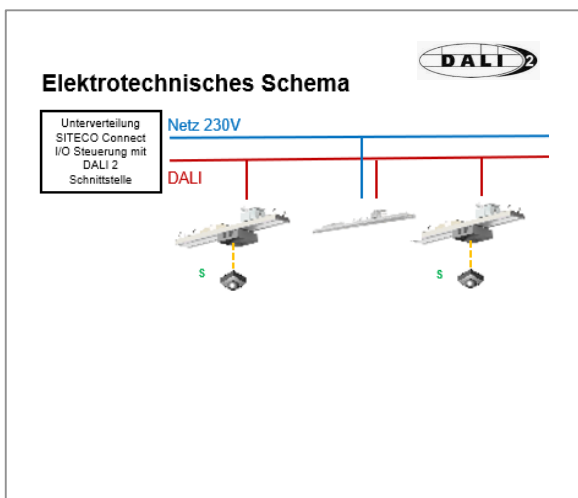 DALI 2
Elektrotechnisches Schema
Unterverteilung
SITECO Connect
I/O Steuerung mit
DALI 2
Schnittstelle
Netz 230V
DALI
S
S